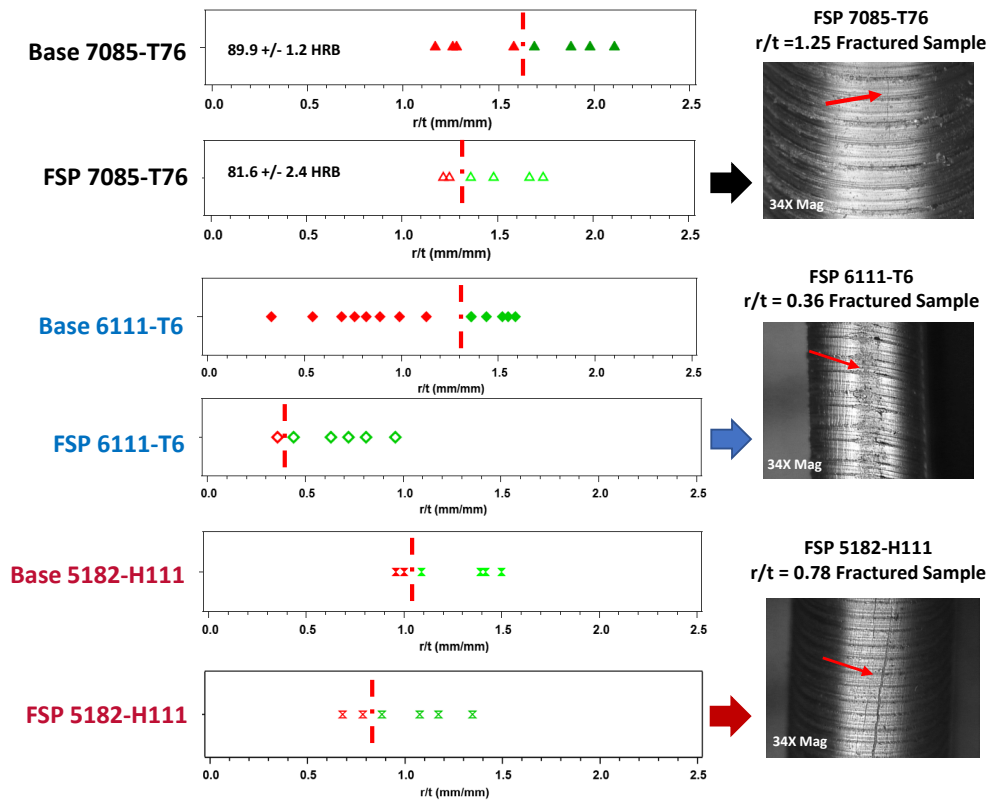 Base 7085-T76
89.9 +/- 1.2 HRB
0.0 0.5 1.0 1.5 2.0 2.5
r/t (mm/mm)
FSP 7085-T76
81.6 +/- 2.4 HRB
0.0 0.5 1.0 1.5 2.0 2.5
r/t (mm/mm)
FSP 7085-T76
r/t =1.25 Fractured Sample
34X Mag
Base 6111-T6
0.0 0.5 1.0 1.5 2.0 2.5
r/t (mm/mm)
FSP 6111-T6
0.0 0.5 1.0 1.5 2.0 2.5
r/t (mm/mm)
FSP 6111-T6
r/t = 0.36 Fractured Sample
34X Mag
Base 5182-H111
0.0 0.5 1.0 1.5 2.0 2.5
r/t (mm/mm)
FSP 5182-H111
0.0 0.5 1.0 1.5 2.0 2.5
r/t (mm/mm)
FSP 5182-H111
r/t = 0.78 Fractured Sample
34X Mag